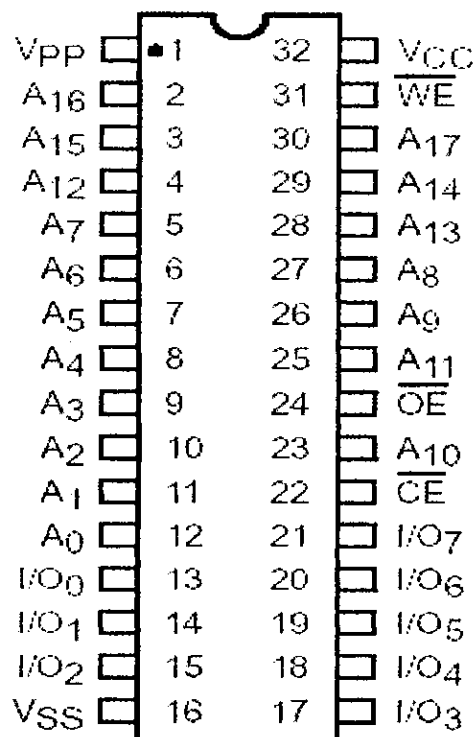 VPP 1 32 VCC
A16 2 31 WE
A15 3 30 A17
A12 4 29 A14
A7 5 28 A13
A6 6 27 A8
A5 7 26 A9
A4 8 25 A11
A3 9 24 OE
A2 10 23 A10
A1 11 22 CE
A0 12 21 I/O7
I/O0 13 20 I/O6
I/O1 14 19 I/O5
I/O2 15 18 I/O4
VSS 16 17 I/O3